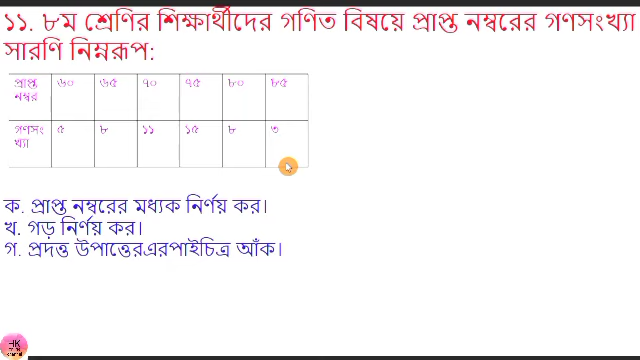 ১১. ৮ম শ্রেণির শিক্ষার্থীদের গণিত বিষয়ে প্রাপ্ত নম্বরের গণসংখ্যা
সারণি নিম্নরূপ:
প্রাপ্ত নম্বর ৬০ ৬৫ ৭০ ৭৫ ৮০ ৮৫
গণসংখ্যা ৫ ৮ ১১ ১৫ ৮ ৩
ক. প্রাপ্ত নম্বরের মধ্যক নির্ণয় কর।
খ. গড় নির্ণয় কর।
গ. প্রদত্ত উপাত্তেরএরপাইচিত্র আঁক।
HK